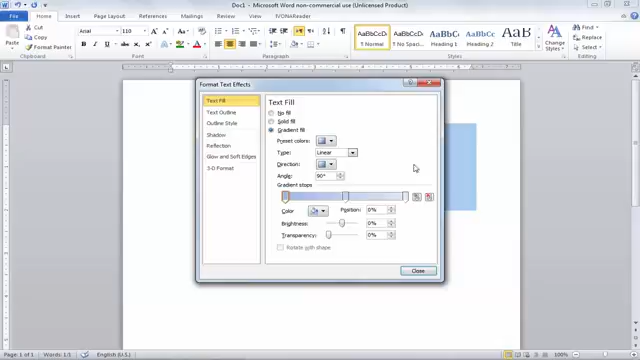 Doc1 - Microsoft Word non-commercial use (Unlicensed Product)
File Home Insert Page Layout References Mailings Review View IVONAReader
Paste
Cut
Copy
Format Painter
Clipboard
Arial 110
Font
Paragraph
AaBbCcDc AaBbCcDc AaBbC AaBbCc AaB
¶ Normal ¶ No Spac... Heading 1 Heading 2 Title
Change Styles
Styles
Find
Replace
Select
Editing
Format Text Effects
Text Fill
Text Outline
Outline Style
Shadow
Reflection
Glow and Soft Edges
3-D Format
Text Fill
No fill
Solid fill
Gradient fill
Preset colors:
Type: Linear
Direction:
Angle: 90°
Gradient stops
Color Position: 0%
Brightness: 0%
Transparency: 0%
Rotate with shape
Close
Page: 1 of 1 Words: 1/1 English (U.S.) 100%